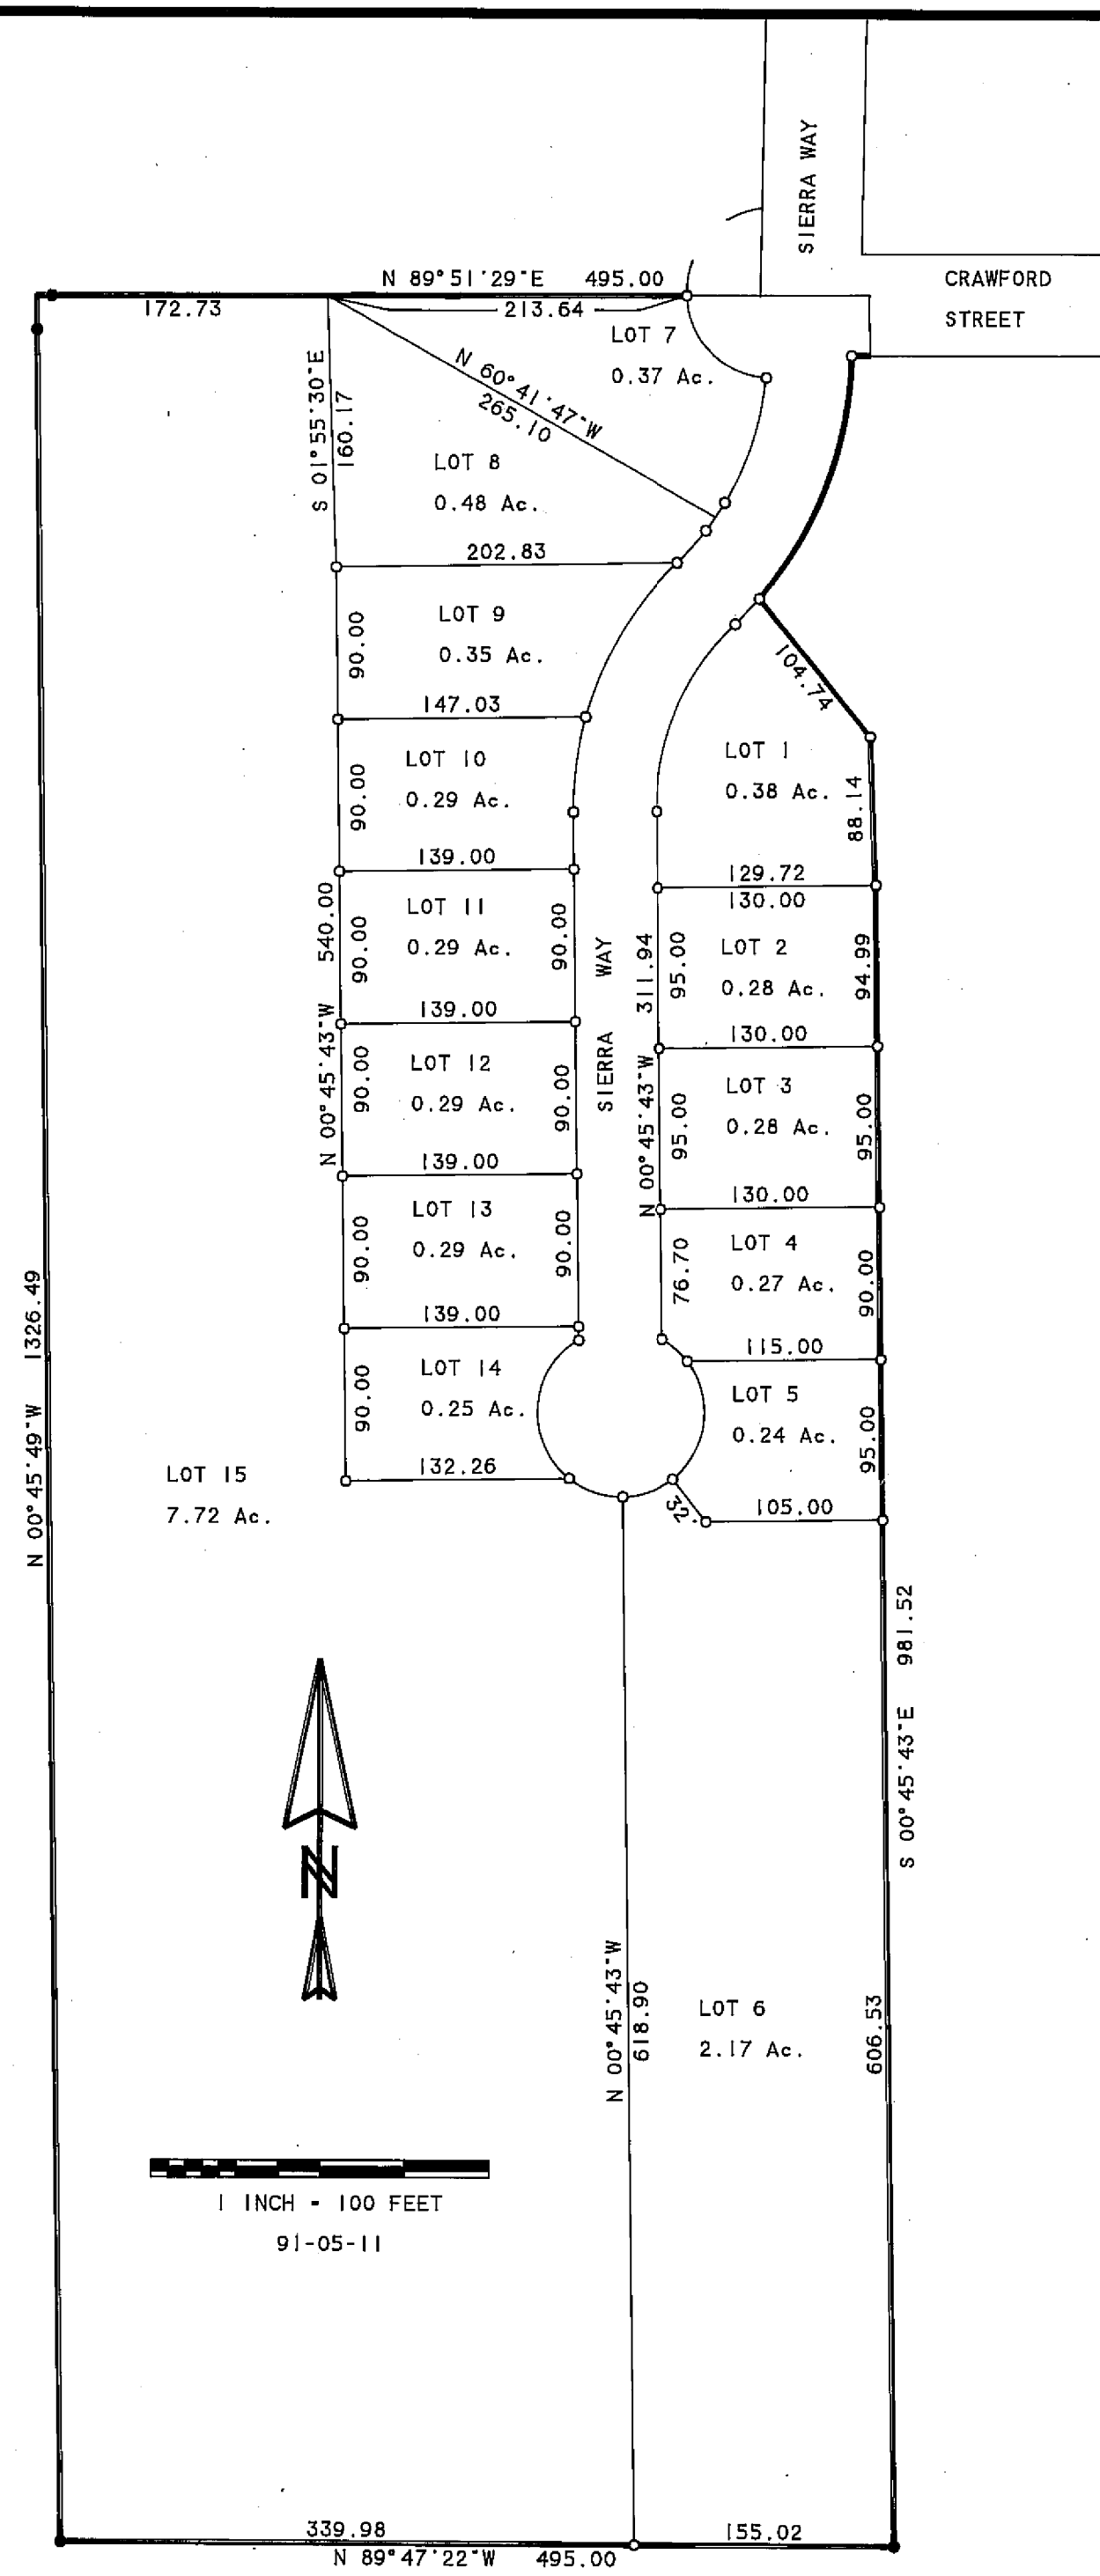 SIERRA WAY
CRAWFORD
STREET
N 89°51'29"E 495.00
172.73
213.64
LOT 7
0.37 Ac.
N 60°41'47"W
265.10
S 01°55'30"E
160.17
LOT 8
0.48 Ac.
202.83
LOT 9
0.35 Ac.
90.00
104.74
147.03
LOT 10
0.29 Ac.
90.00
LOT 1
0.38 Ac.
88.14
139.00
129.72
130.00
LOT 11
0.29 Ac.
90.00
90.00
N 00°45'43"W 540.00
SIERRA WAY
N 00°45'43"W 311.94
95.00
LOT 2
0.28 Ac.
94.99
139.00
130.00
LOT 12
0.29 Ac.
90.00
90.00
LOT 3
0.28 Ac.
95.00
95.00
139.00
130.00
LOT 13
0.29 Ac.
90.00
90.00
LOT 4
0.27 Ac.
76.70
90.00
139.00
115.00
LOT 14
0.25 Ac.
90.00
LOT 5
0.24 Ac.
95.00
132.26
32.
105.00
N 00°45'49"W 1326.49
LOT 15
7.72 Ac.
S 00°45'43"E 981.52
N
N 00°45'43"W
618.90
LOT 6
2.17 Ac.
606.53
1 INCH = 100 FEET
91-05-11
339.98
155.02
N 89°47'22"W 495.00